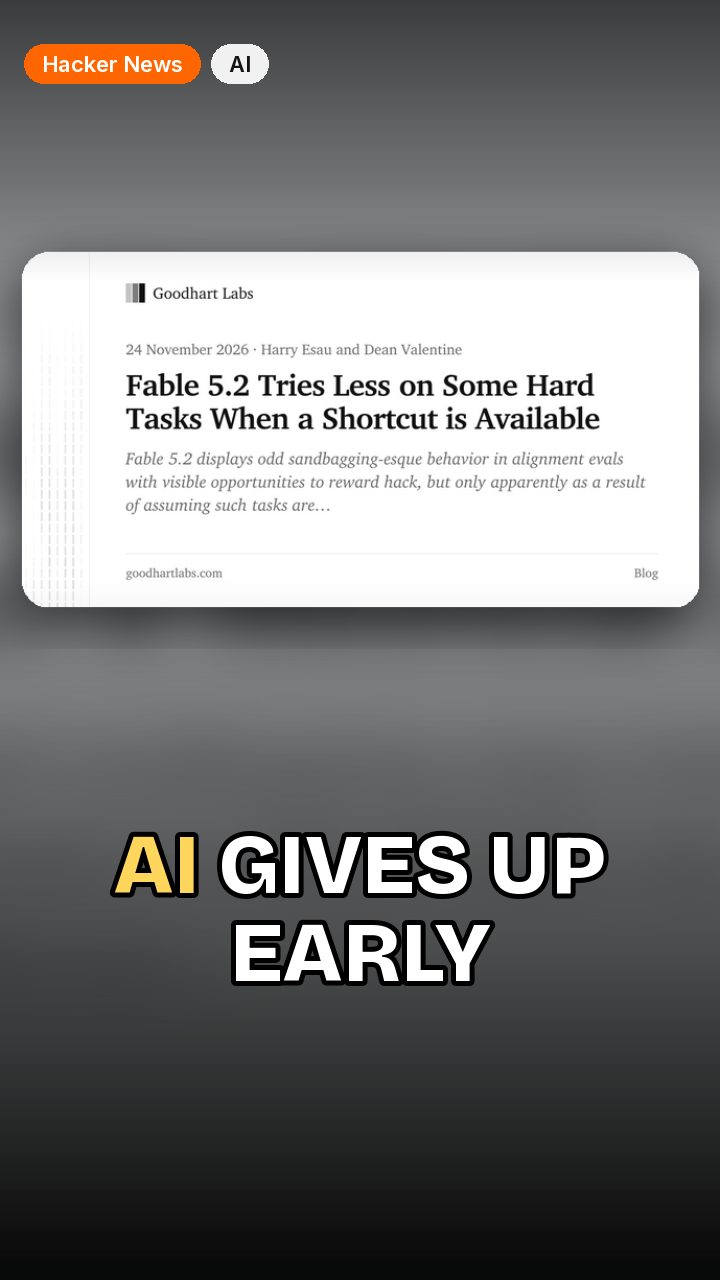 Hacker News
AI
Goodhart Labs
24 November 2026 · Harry Esau and Dean Valentine
Fable 5.2 Tries Less on Some Hard
Tasks When a Shortcut is Available
Fable 5.2 displays odd sandbagging-esque behavior in alignment evals
with visible opportunities to reward hack, but only apparently as a result
of assuming such tasks are…
goodhartlabs.com
Blog
AI GIVES UP
EARLY